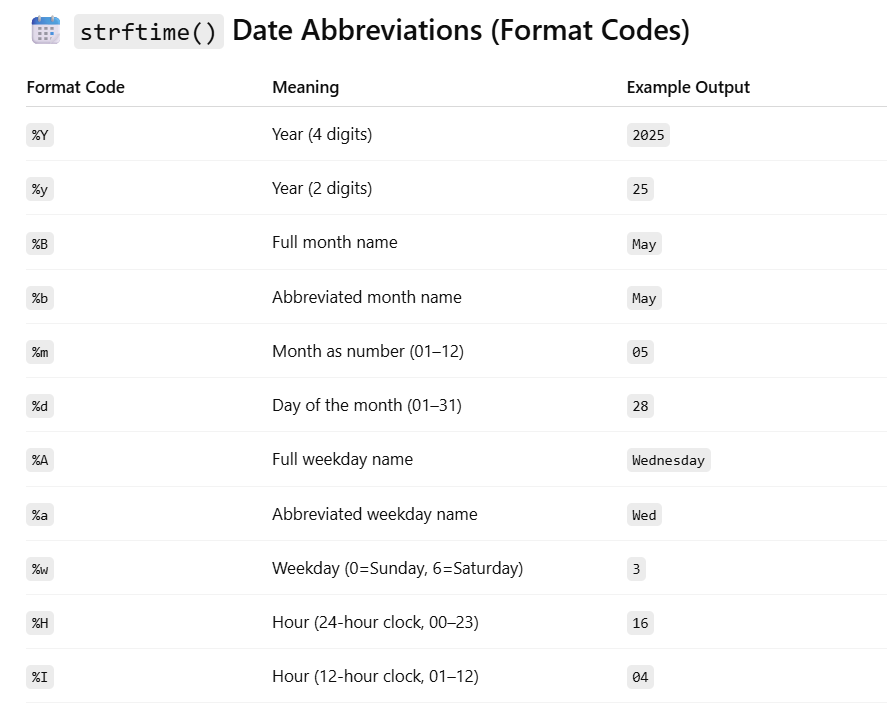 strftime() Date Abbreviations (Format Codes)
Format Code Meaning Example Output
%Y Year (4 digits) 2025
%y Year (2 digits) 25
%B Full month name May
%b Abbreviated month name May
%m Month as number (01–12) 05
%d Day of the month (01–31) 28
%A Full weekday name Wednesday
%a Abbreviated weekday name Wed
%w Weekday (0=Sunday, 6=Saturday) 3
%H Hour (24-hour clock, 00–23) 16
%I Hour (12-hour clock, 01–12) 04